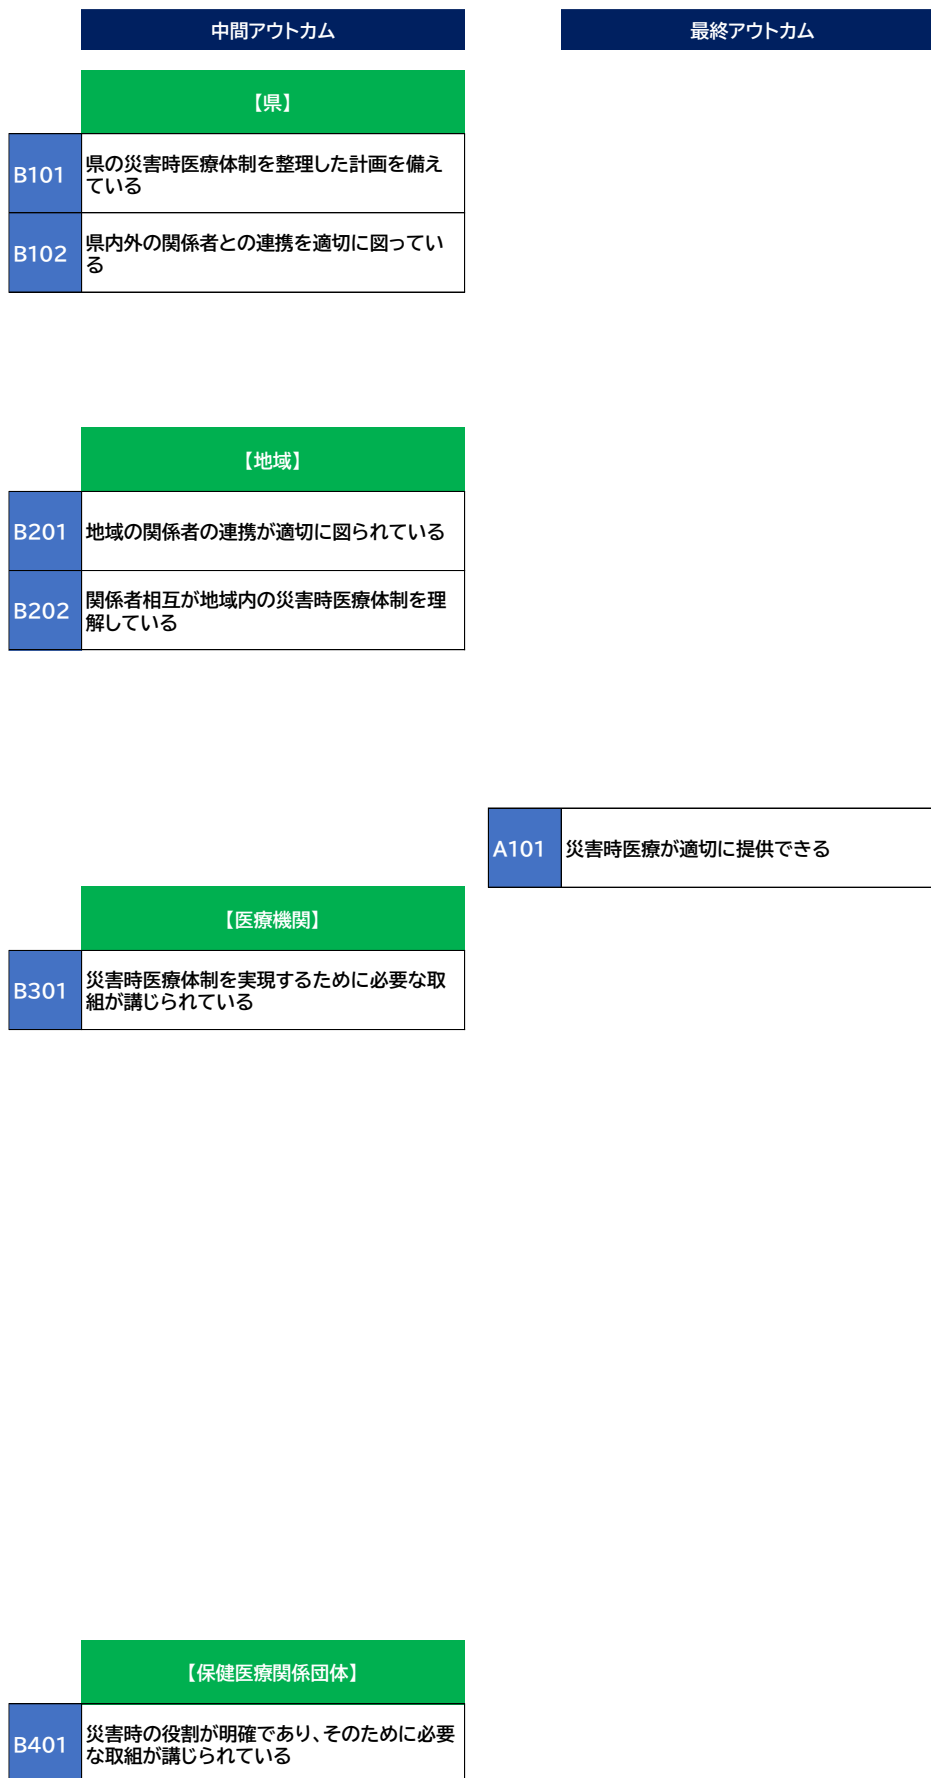 中間アウトカム
最終アウトカム
【県】
B101
県の災害時医療体制を整理した計画を備え
ている
B102
県内外の関係者との連携を適切に図ってい
る
【地域】
B201
地域の関係者の連携が適切に図られている
B202
関係者相互が地域内の災害時医療体制を理
解している
A101
災害時医療が適切に提供できる
【医療機関】
B301
災害時医療体制を実現するために必要な取
組が講じられている
【保健医療関係団体】
B401
災害時の役割が明確であり、そのために必要
な取組が講じられている